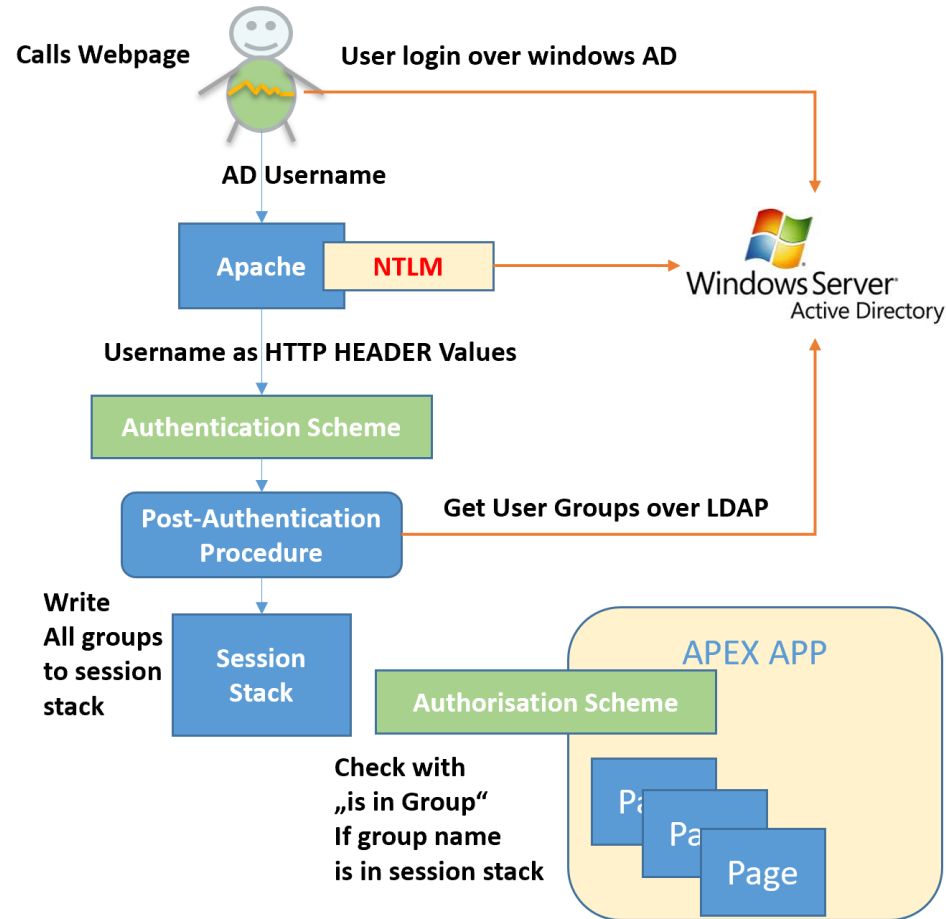 Calls Webpage
User login over windows AD
AD Username
Apache
NTLM
Windows Server
Active Directory
Username as HTTP HEADER Values
Authentication Scheme
Post-Authentication
Procedure
Get User Groups over LDAP
Write
All groups
to session
stack
Session
Stack
APEX APP
Authorisation Scheme
Check with
„is in Group“
If group name
is in session stack
Pa
Pa
Page